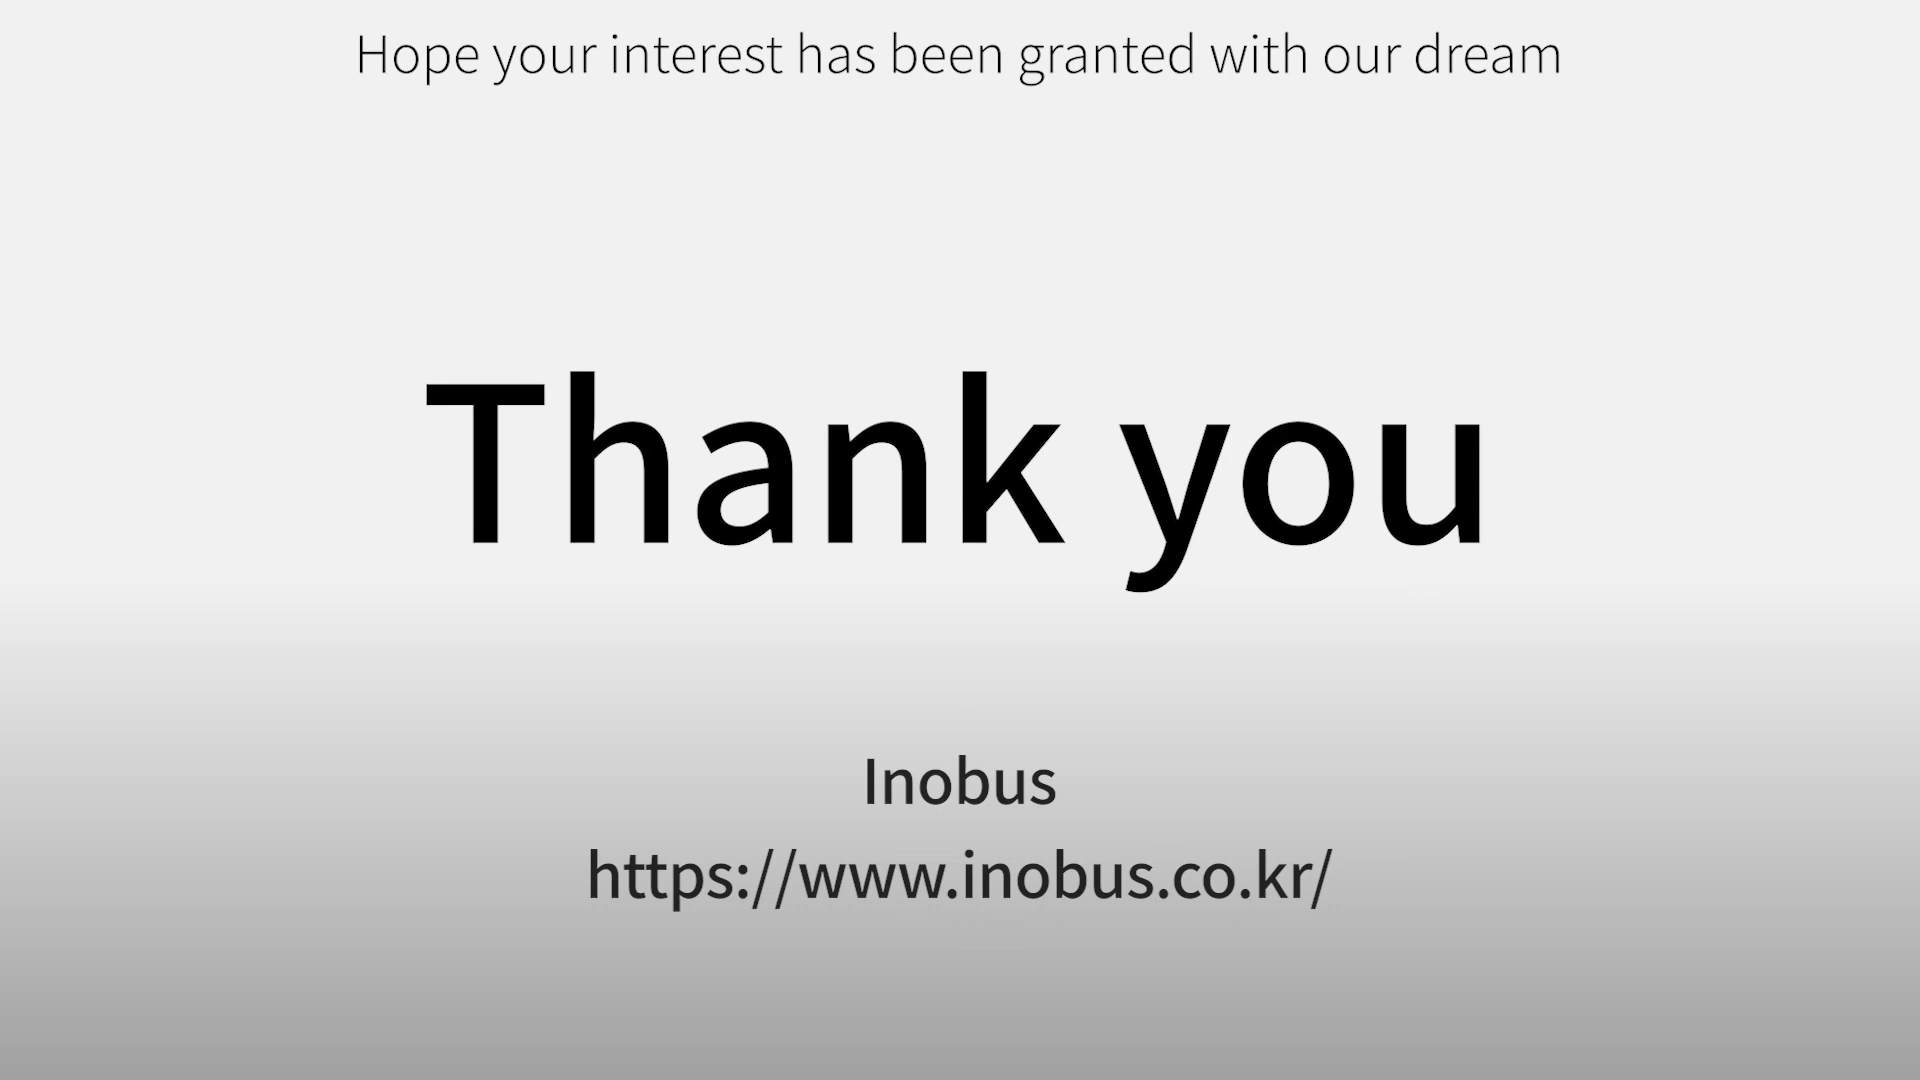 Hope your interest has been granted with our dream
Thank you
Inobus
https://www.inobus.co.kr/